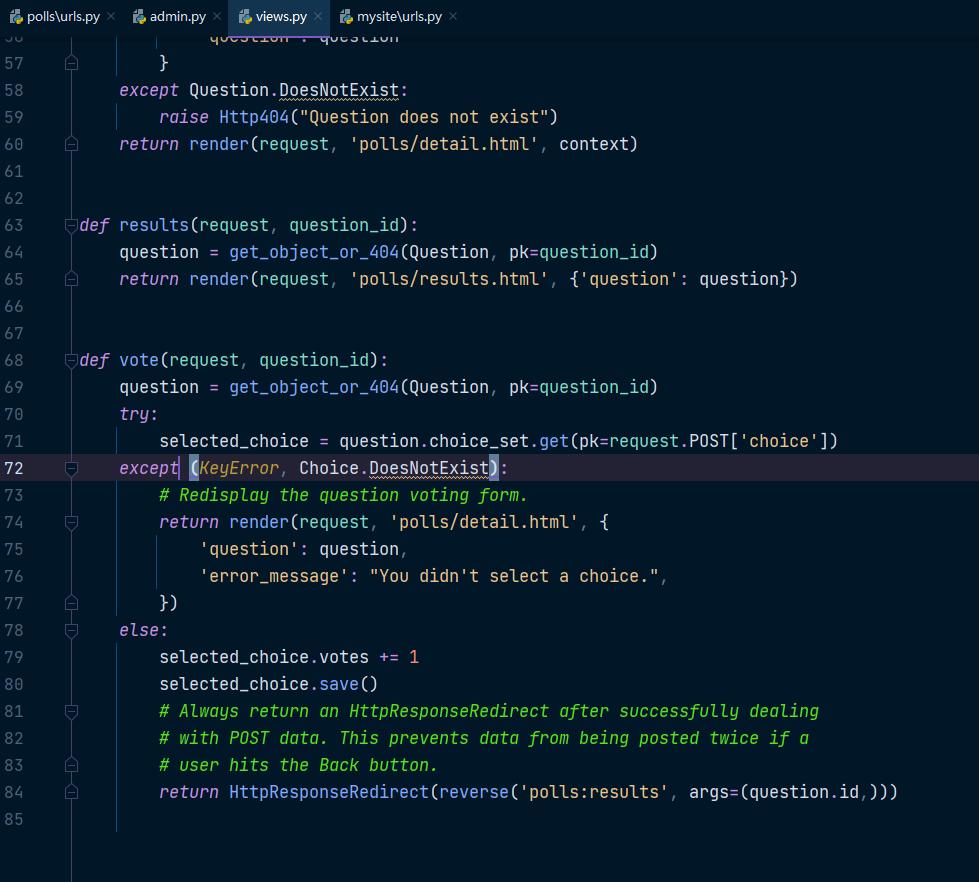 polls\urls.py × admin.py × views.py × mysite\urls.py ×
56 'question': question
57 }
58 except Question.DoesNotExist:
59 raise Http404("Question does not exist")
60 return render(request, 'polls/detail.html', context)
61
62
63 def results(request, question_id):
64 question = get_object_or_404(Question, pk=question_id)
65 return render(request, 'polls/results.html', {'question': question})
66
67
68 def vote(request, question_id):
69 question = get_object_or_404(Question, pk=question_id)
70 try:
71 selected_choice = question.choice_set.get(pk=request.POST['choice'])
72 except (KeyError, Choice.DoesNotExist):
73 # Redisplay the question voting form.
74 return render(request, 'polls/detail.html', {
75 'question': question,
76 'error_message': "You didn't select a choice.",
77 })
78 else:
79 selected_choice.votes += 1
80 selected_choice.save()
81 # Always return an HttpResponseRedirect after successfully dealing
82 # with POST data. This prevents data from being posted twice if a
83 # user hits the Back button.
84 return HttpResponseRedirect(reverse('polls:results', args=(question.id,)))
85